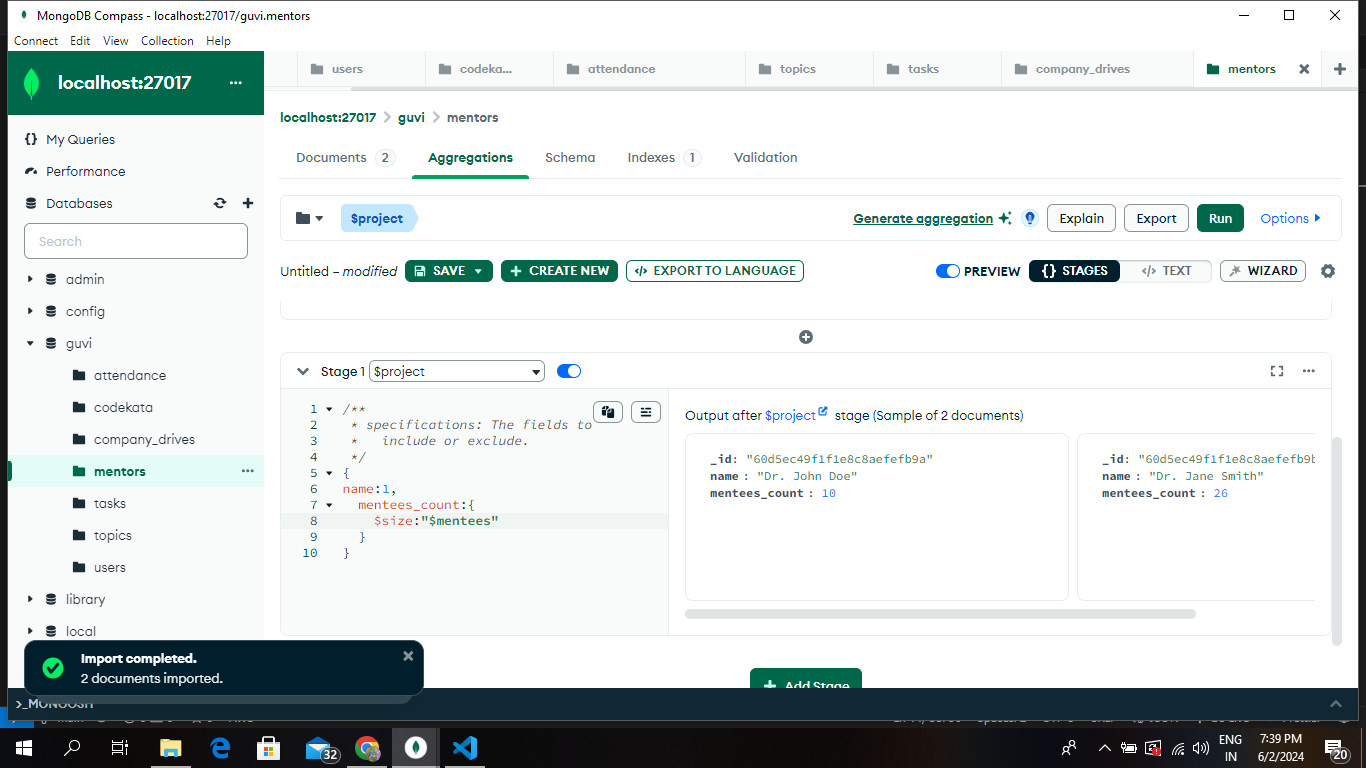 MongoDB Compass - localhost:27017/guvi.mentors
Connect Edit View Collection Help
localhost:27017
users
codeka...
attendance
topics
tasks
company_drives
mentors
My Queries
Performance
Databases
Search
admin
config
guvi
attendance
codekata
company_drives
mentors
tasks
topics
users
library
local
localhost:27017 > guvi > mentors
Documents 2
Aggregations
Schema
Indexes 1
Validation
$project
Generate aggregation
Explain
Export
Run
Options
Untitled – modified
SAVE
CREATE NEW
EXPORT TO LANGUAGE
PREVIEW
{} STAGES
</> TEXT
WIZARD
Stage 1 $project
1 /**
2 * specifications: The fields to
3 * include or exclude.
4 */
5 {
6 name:1,
7 mentees_count:{
8 $size:"$mentees"
9 }
10 }
Output after $project stage (Sample of 2 documents)
_id: "60d5ec49f1f1e8c8aefefb9a"
name : "Dr. John Doe"
mentees_count : 10
_id: "60d5ec49f1f1e8c8aefefb9b
name : "Dr. Jane Smith"
mentees_count : 26
Add Stage
Import completed.
2 documents imported.
>_MONGOSH
32
ENG
IN
7:39 PM
6/2/2024
20